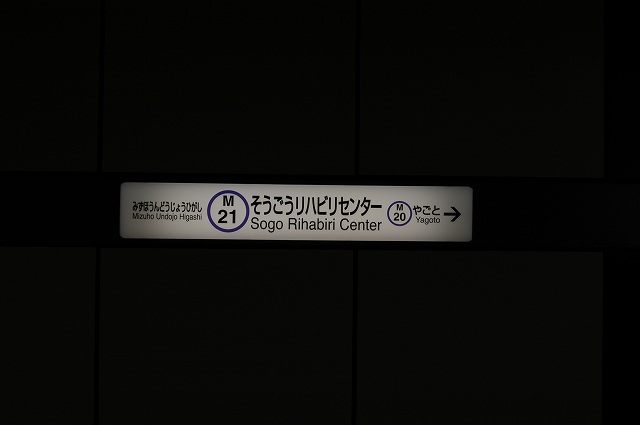 みずほうんどうじょうひがし
Mizuho Undojo Higashi
M
21
そうごうリハビリセンター
Sogo Rihabiri Center
M
20
やごと
Yagoto
→